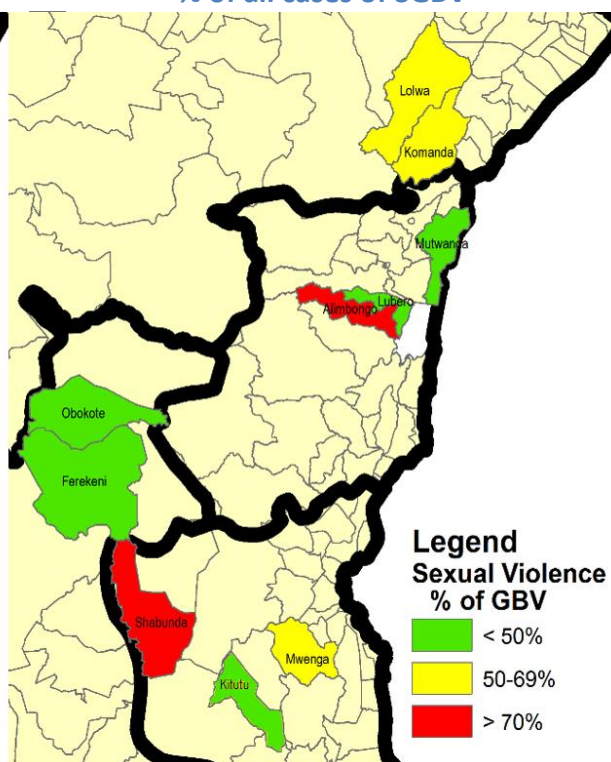 % of all cases of SGBV
Lolwa
Komanda
Mutwanga
Lubero
Alimbongo
Obokote
Ferekeni
Shabunda
Mwenga
Kitutu
Legend
Sexual Violence
% of GBV
< 50%
50-69%
> 70%